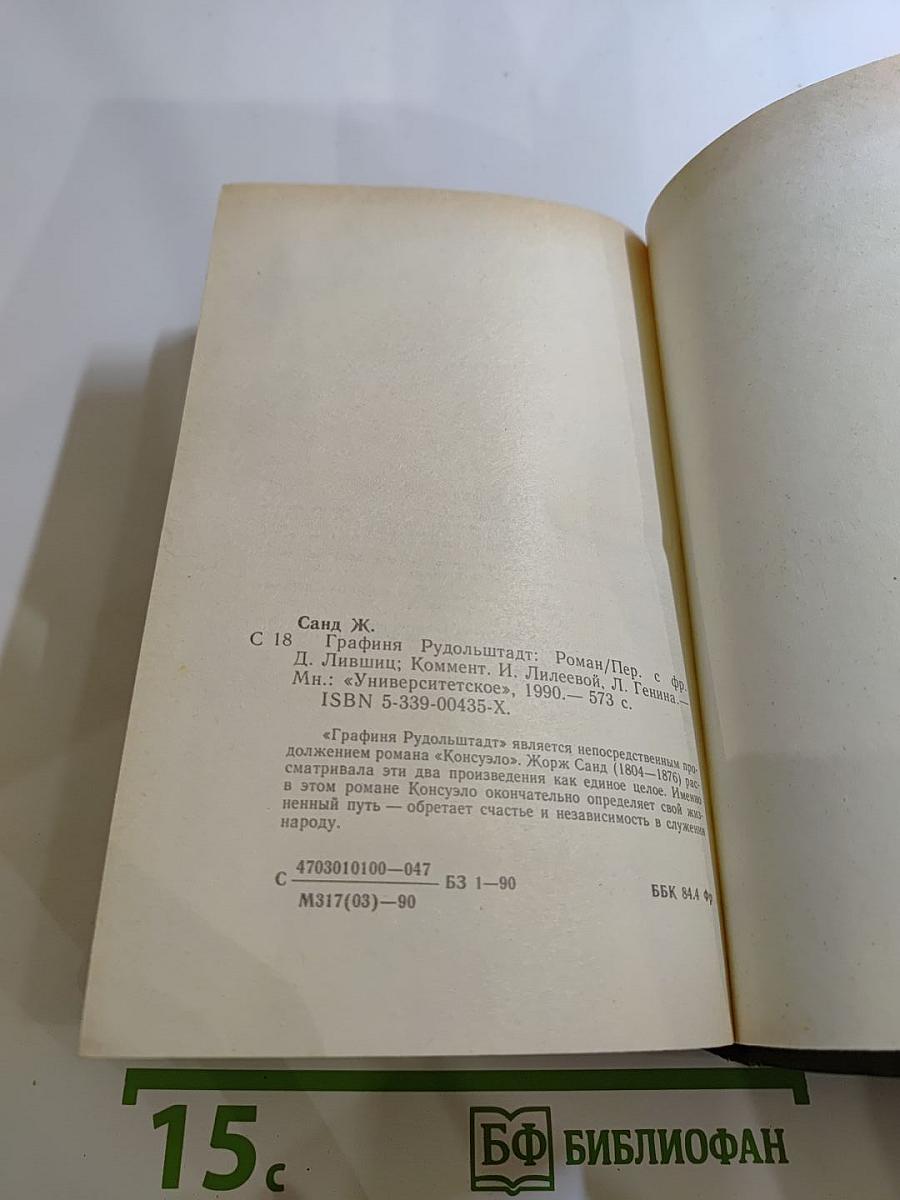 Санд Ж.
С 18 Графиня Рудольштадт: Роман/Пер. с фр.
Д. Лившиц; Коммент. И. Лилеевой, Л. Генина.—
Мн.: «Университетское», 1990.— 573 с.
ISBN 5-339-00435-X.
«Графиня Рудольштадт» является непосредственным про-
должением романа «Консуэло». Жорж Санд (1804—1876) рас-
сматривала эти два произведения как единое целое. Именно
в этом романе Консуэло окончательно определяет свой жиз-
ненный путь — обретает счастье и независимость в служении
народу.
С 4703010100—047 БЗ 1—90
М317(03)—90
ББК 84.4 Фр
15 с
БФ БИБЛИОФАН